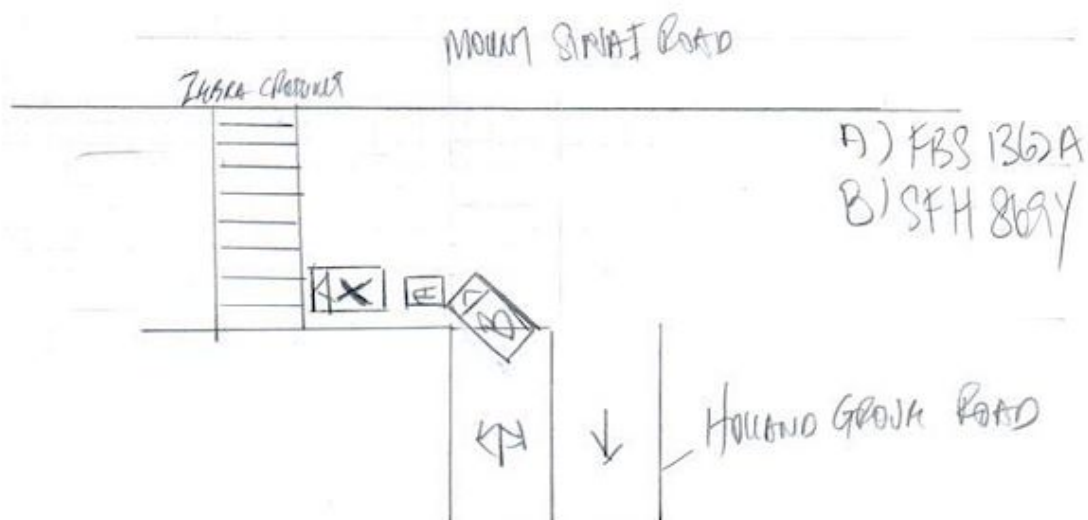 MOUNT SINAI ROAD
ZEBRA CROSSING
A) FBS 1362A
B) SFH 869Y
X
A
B
HOLLAND GROVE ROAD